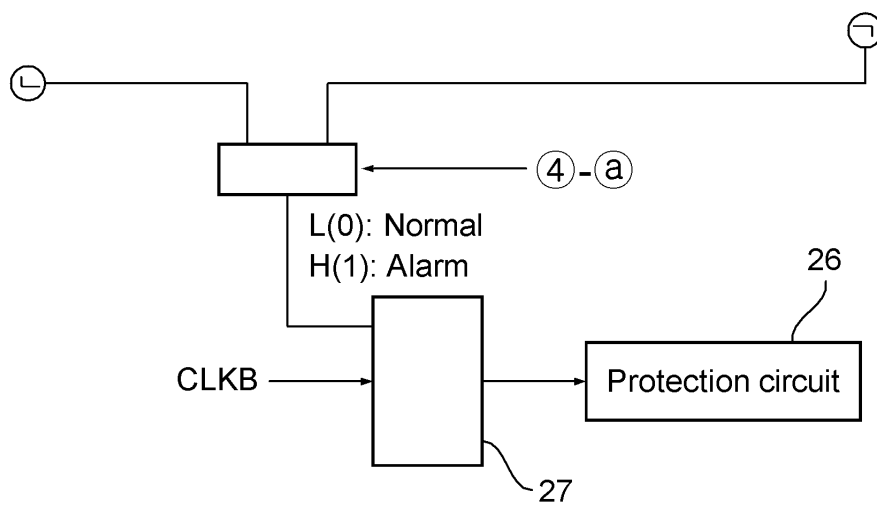 ㄱ
ㄴ
④-ⓐ
L(0): Normal
H(1): Alarm
26
CLKB
Protection circuit
27